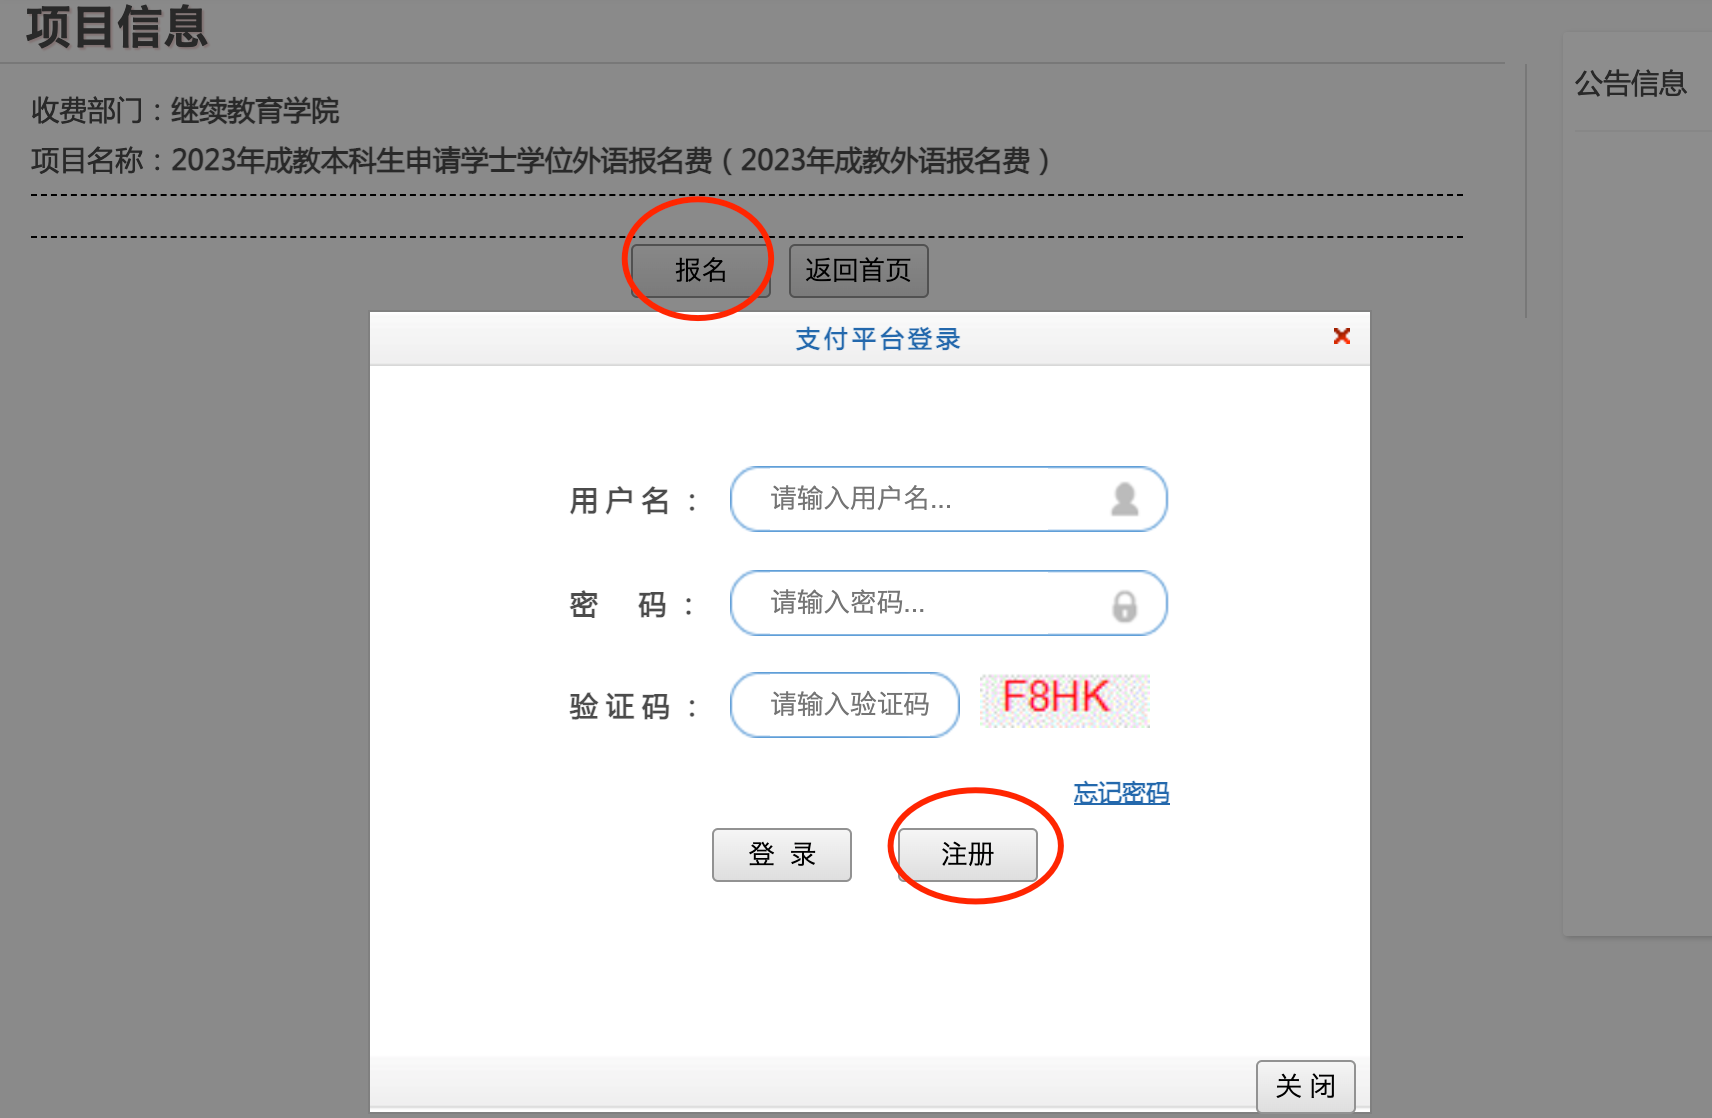 项目信息
公告信息
收费部门：继续教育学院
项目名称：2023年成教本科生申请学士学位外语报名费（2023年成教外语报名费）
报名 返回首页
支付平台登录
用户名： 请输入用户名...
密 码： 请输入密码...
验证码： 请输入验证码 F8HK
忘记密码
登 录 注册
关 闭